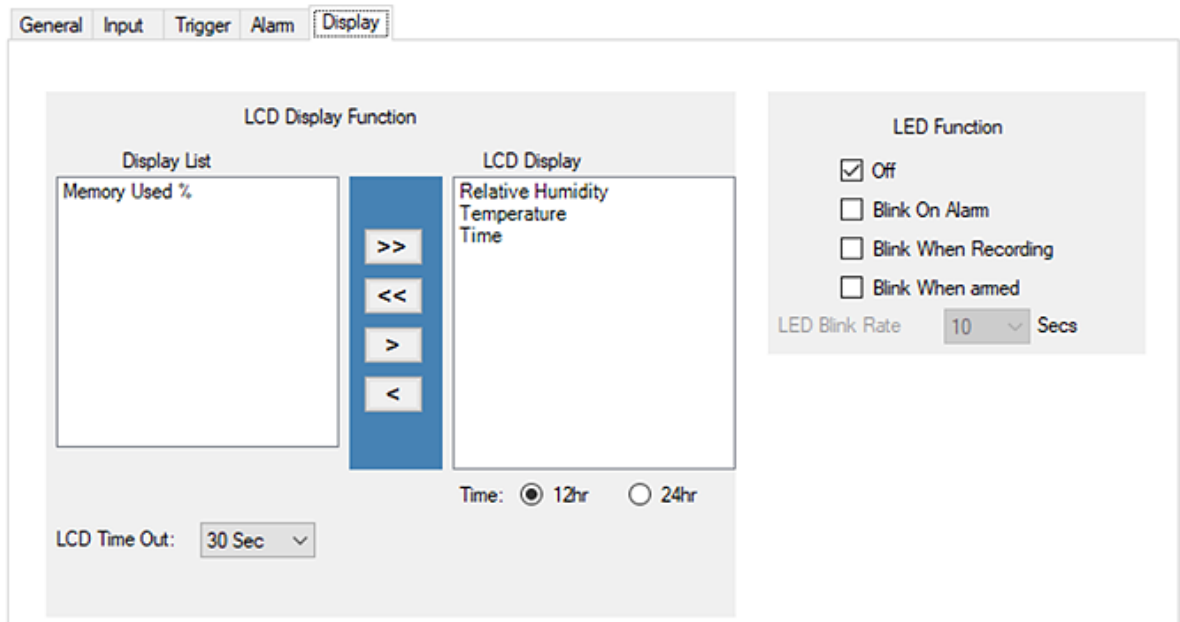 General Input Trigger Alarm Display
LCD Display Function
Display List
Memory Used %
>>
<<
>
<
LCD Display
Relative Humidity
Temperature
Time
Time: 12hr 24hr
LCD Time Out: 30 Sec
LED Function
Off
Blink On Alarm
Blink When Recording
Blink When armed
LED Blink Rate 10 Secs